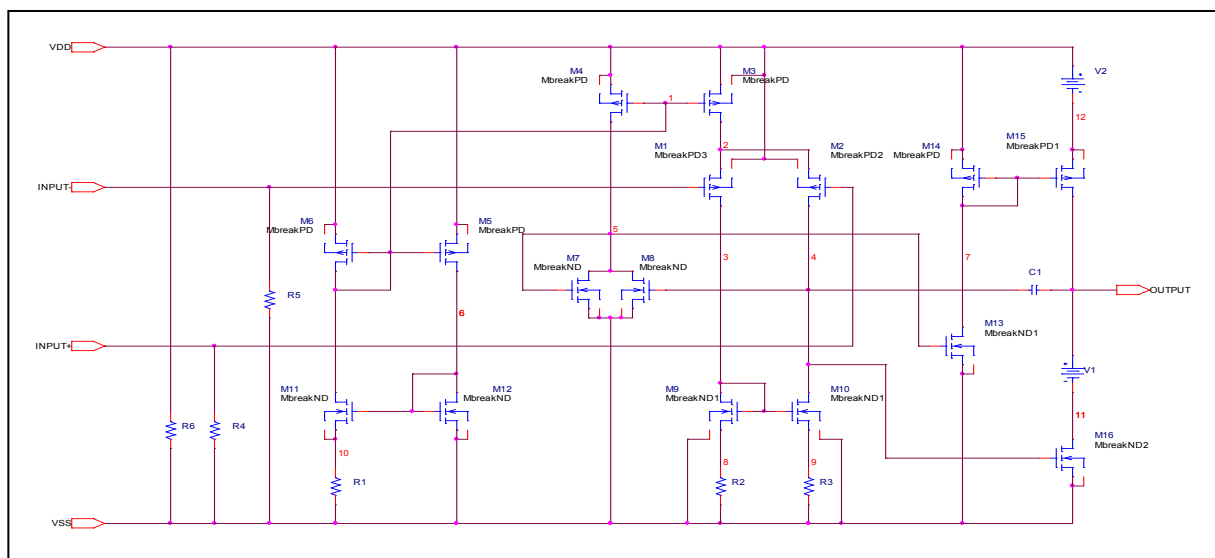 VDD
M4
MbreakPD
M3
MbreakPD
V2
1
12
M1
MbreakPD3
2
M2
MbreakPD2
M14
MbreakPD
M15
MbreakPD1
INPUT-
M6
MbreakPD
M5
MbreakPD
5
M7
MbreakND
M8
MbreakND
3
4
7
R5
C1
OUTPUT
6
INPUT+
M13
MbreakND1
V1
M11
MbreakND
M12
MbreakND
M9
MbreakND1
M10
MbreakND1
11
R6
R4
M16
MbreakND2
10
8
9
R1
R2
R3
VSS